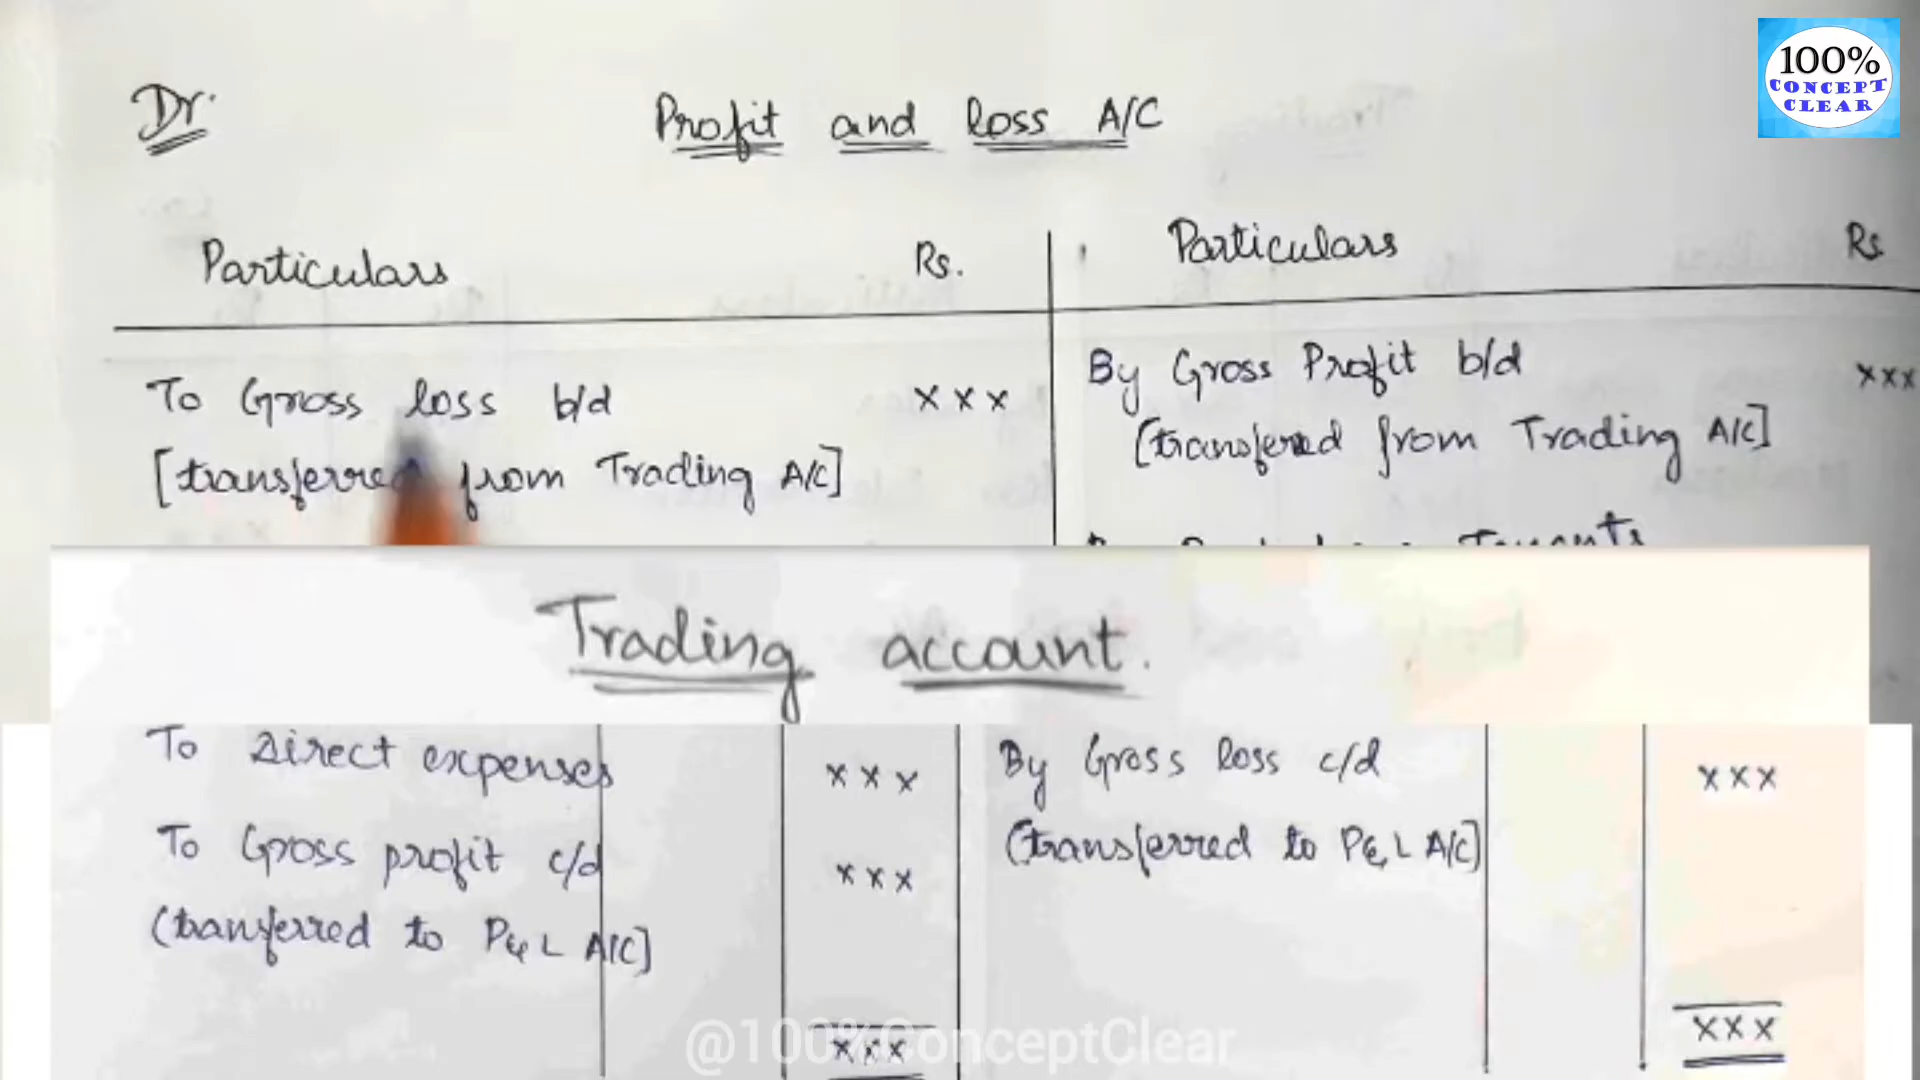 100%
CONCEPT
CLEAR
Dr.
Profit and loss A/C
Particulars Rs. Particulars Rs
To Gross loss b/d xxx By Gross Profit b/d xxx
[transferred from Trading A/C] [transferred from Trading A/C]
Tenants
Trading account.
To Direct expenses xxx By Gross loss c/d xxx
To Gross profit c/d xxx (transferred to P& L A/C]
(transferred to P& L A/C]
xxx xxx
@100%ConceptClear